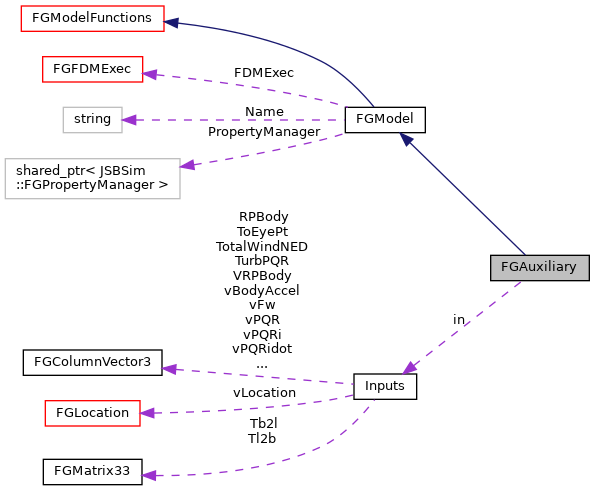 FGModelFunctions
FGFDMExec
FDMExec
string
Name
FGModel
PropertyManager
shared_ptr< JSBSim
::FGPropertyManager >
RPBody
ToEyePt
TotalWindNED
TurbPQR
VRPBody
vBodyAccel
vFw
vPQR
vPQRi
vPQRidot
...
FGAuxiliary
in
FGColumnVector3
Inputs
vLocation
FGLocation
Tb2l
Tl2b
FGMatrix33